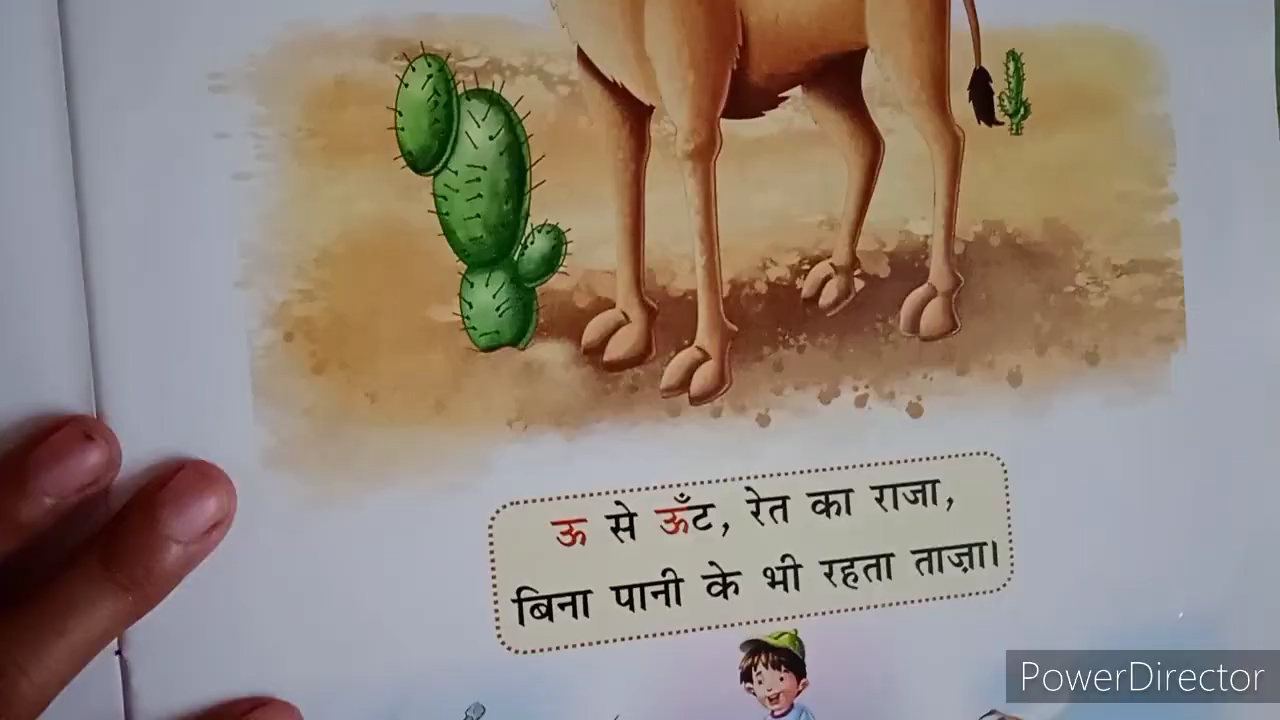 ऊ से ऊँट, रेत का राजा,
बिना पानी के भी रहता ताज़ा।
PowerDirector